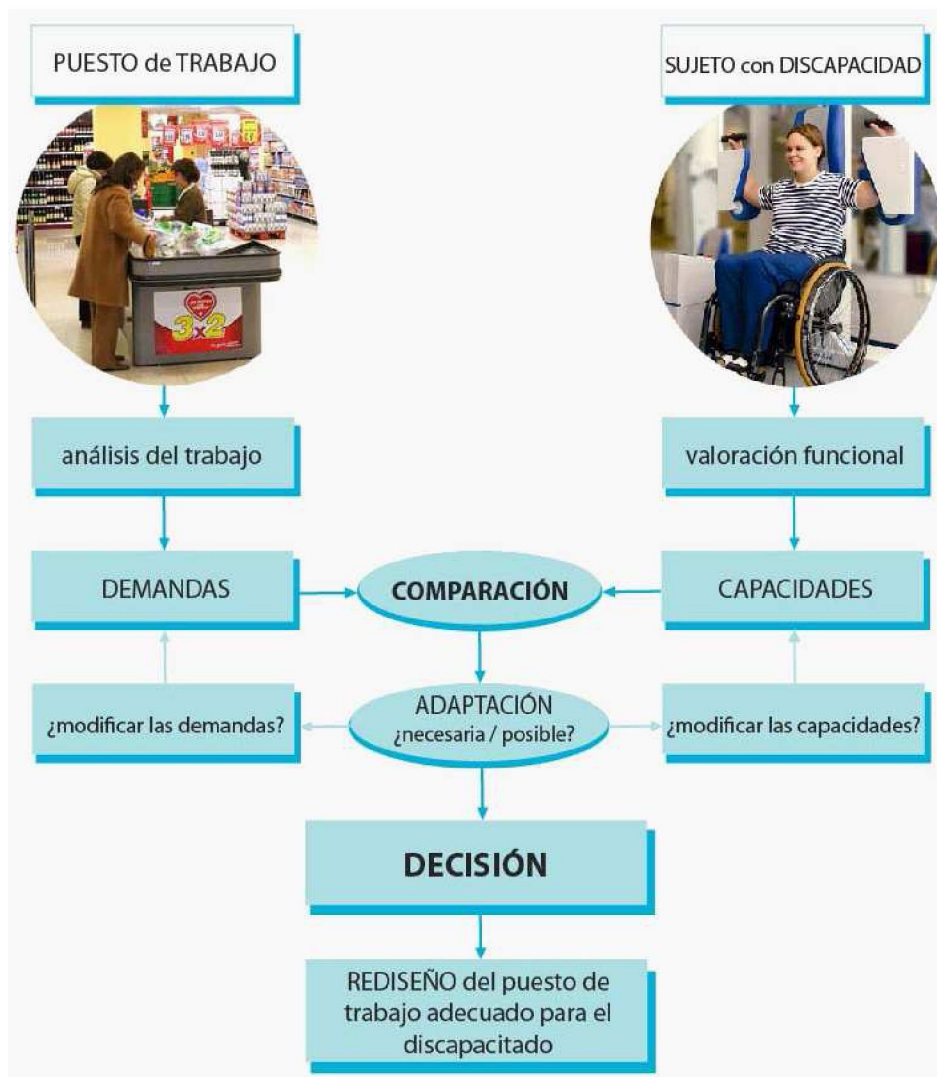 PUESTO de TRABAJO
SUJETO con DISCAPACIDAD
3x2
análisis del trabajo
valoración funcional
DEMANDAS
COMPARACIÓN
CAPACIDADES
¿modificar las demandas?
ADAPTACIÓN
¿necesaria / posible?
¿modificar las capacidades?
DECISIÓN
REDISEÑO del puesto de
trabajo adecuado para el
discapacitado